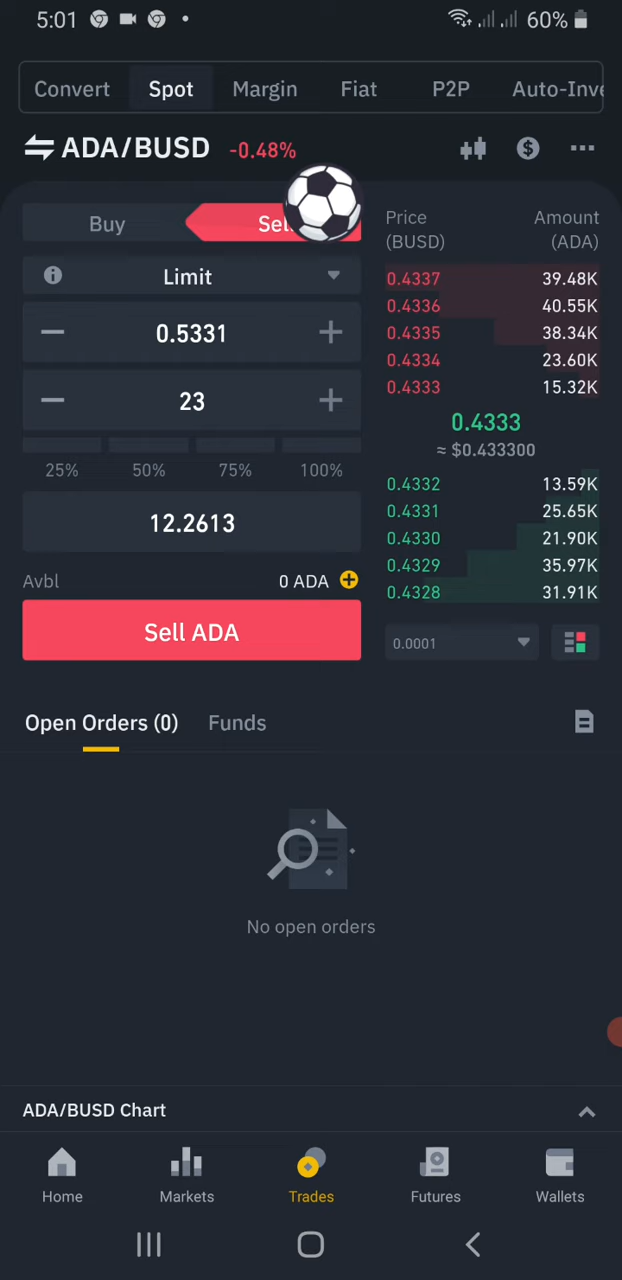 5:01 60%
Convert Spot Margin Fiat P2P Auto-Inve
ADA/BUSD -0.48%
Buy Sel
Limit
0.5331
23
25% 50% 75% 100%
12.2613
Avbl 0 ADA
Sell ADA
Price Amount
(BUSD) (ADA)
0.4337 39.48K
0.4336 40.55K
0.4335 38.34K
0.4334 23.60K
0.4333 15.32K
0.4333
≈ $0.433300
0.4332 13.59K
0.4331 25.65K
0.4330 21.90K
0.4329 35.97K
0.4328 31.91K
0.0001
Open Orders (0) Funds
No open orders
ADA/BUSD Chart
Home Markets Trades Futures Wallets